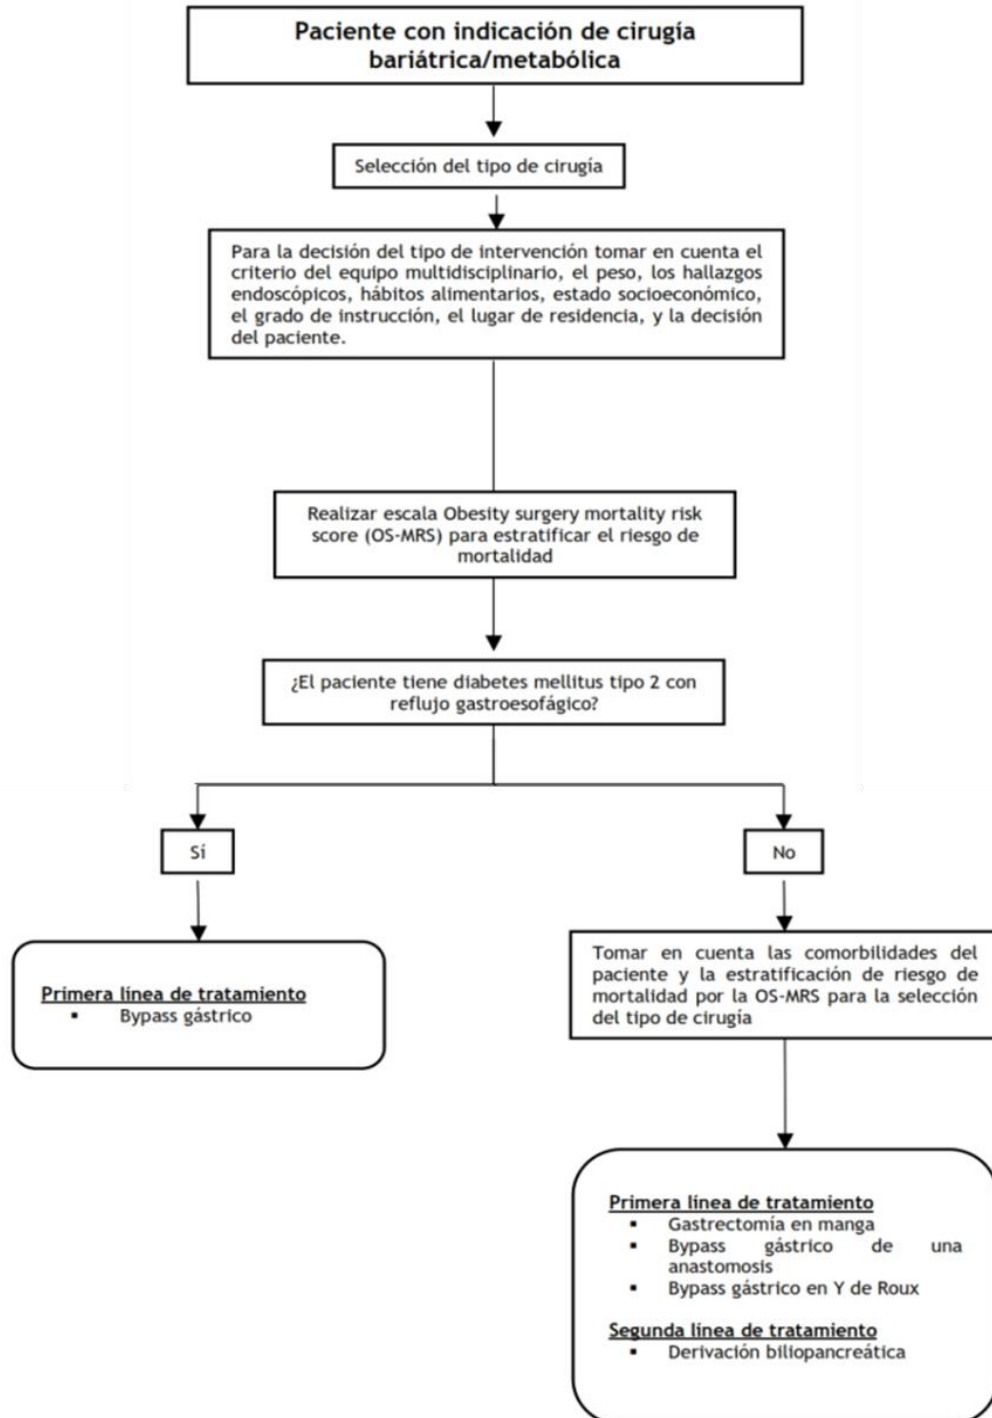 Paciente con indicación de cirugía
bariátrica/metabólica
Selección del tipo de cirugía
Para la decisión del tipo de intervención tomar en cuenta el
criterio del equipo multidisciplinario, el peso, los hallazgos
endoscópicos, hábitos alimentarios, estado socioeconómico,
el grado de instrucción, el lugar de residencia, y la decisión
del paciente.
Realizar escala Obesity surgery mortality risk
score (OS-MRS) para estratificar el riesgo de
mortalidad
¿El paciente tiene diabetes mellitus tipo 2 con
reflujo gastroesofágico?
Sí
No
Primera línea de tratamiento
▪ Bypass gástrico
Tomar en cuenta las comorbilidades del
paciente y la estratificación de riesgo de
mortalidad por la OS-MRS para la selección
del tipo de cirugía
Primera línea de tratamiento
▪ Gastrectomía en manga
▪ Bypass gástrico de una
anastomosis
▪ Bypass gástrico en Y de Roux
Segunda línea de tratamiento
▪ Derivación biliopancreática